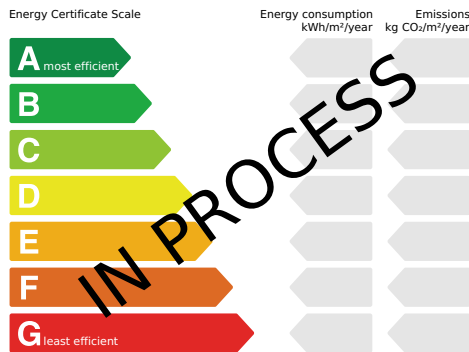 Energy Certificate Scale
Energy consumption
kWh/m²/year
Emissions
kg CO₂/m²/year
A most efficient
B
C
D
E
F
G least efficient
IN PROCESS